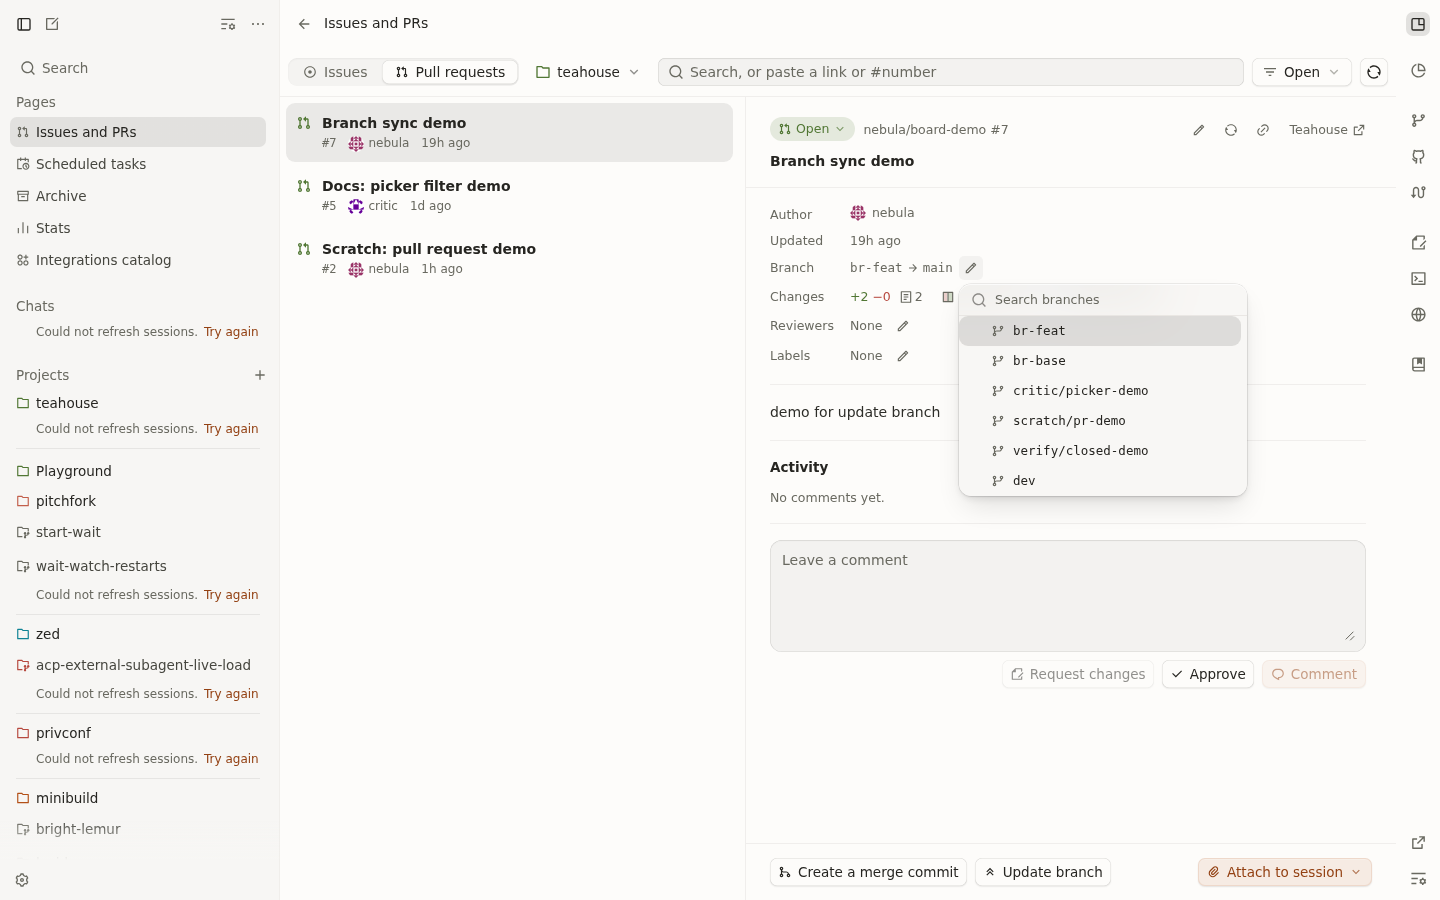 Issues and PRs
Search
Pages
Issues and PRs
Scheduled tasks
Archive
Stats
Integrations catalog
Chats
Could not refresh sessions. Try again
Projects
teahouse
Could not refresh sessions. Try again
Playground
pitchfork
start-wait
wait-watch-restarts
Could not refresh sessions. Try again
zed
acp-external-subagent-live-load
Could not refresh sessions. Try again
privconf
Could not refresh sessions. Try again
minibuild
bright-lemur
Issues
Pull requests
teahouse
Search, or paste a link or #number
Open
Branch sync demo
#7 nebula 19h ago
Docs: picker filter demo
#5 critic 1d ago
Scratch: pull request demo
#2 nebula 1h ago
Open nebula/board-demo #7 Teahouse
Branch sync demo
Author nebula
Updated 19h ago
Branch br-feat → main
Changes +2 −0 2
Reviewers None
Labels None
Search branches
br-feat
br-base
critic/picker-demo
scratch/pr-demo
verify/closed-demo
dev
demo for update branch
Activity
No comments yet.
Leave a comment
Request changes Approve Comment
Create a merge commit Update branch Attach to session